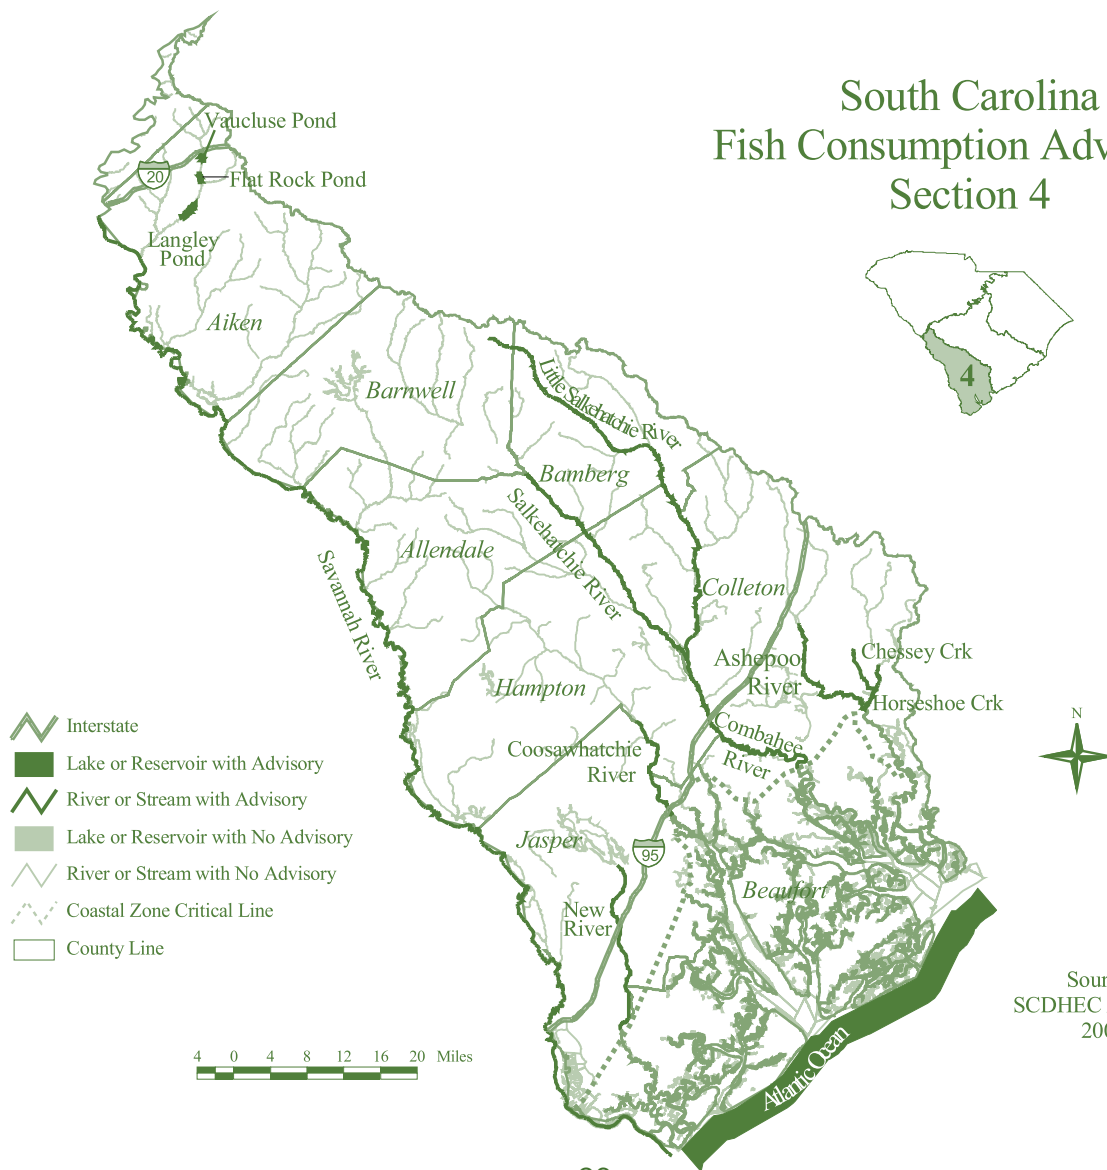 South Carolina
Fish Consumption Adv
Section 4
Vaucluse Pond
20
Flat Rock Pond
Langley
Pond
Aiken
4
Barnwell
Little Salkehatchie River
Bamberg
Salkehatchie River
Allendale
Savannah River
Colleton
Ashepoo
River
Chessey Crk
Hampton
Horseshoe Crk
Combahee
River
Coosawhatchie
River
N
Interstate
Lake or Reservoir with Advisory
River or Stream with Advisory
Lake or Reservoir with No Advisory
River or Stream with No Advisory
Coastal Zone Critical Line
County Line
Jasper
95
Beaufort
New
River
Sour
SCDHEC
200
4 0 4 8 12 16 20 Miles
Atlantic Ocean